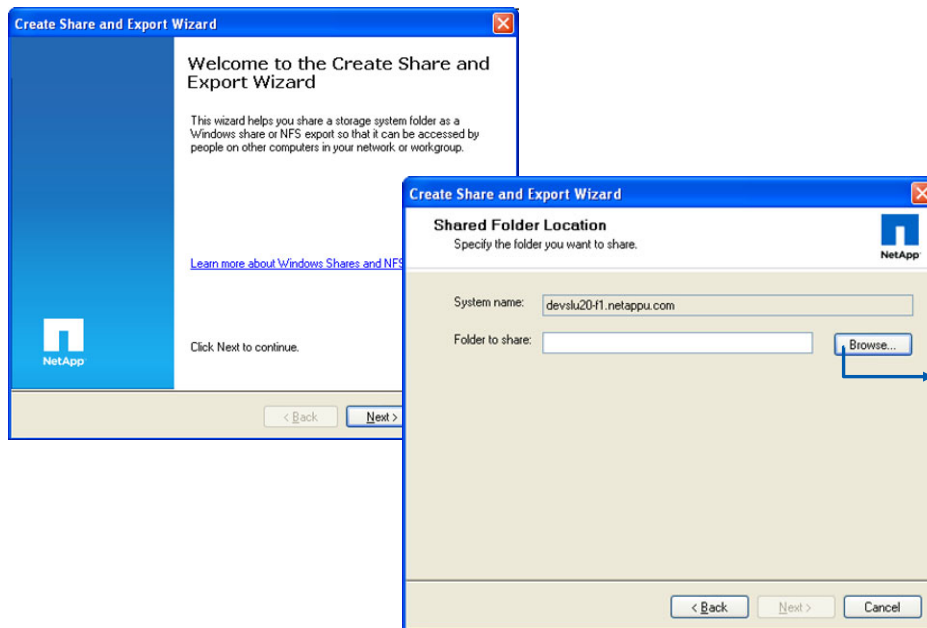 Create Share and Export Wizard
Welcome to the Create Share and
Export Wizard
This wizard helps you share a storage system folder as a
Windows share or NFS export so that it can be accessed by
people on other computers in your network or workgroup.
Learn more about Windows Shares and NFS
Click Next to continue.
NetApp
< Back
Next >
Create Share and Export Wizard
Shared Folder Location
Specify the folder you want to share.
NetApp
System name:
devslu20-f1.netappu.com
Folder to share:
Browse...
< Back
Next >
Cancel